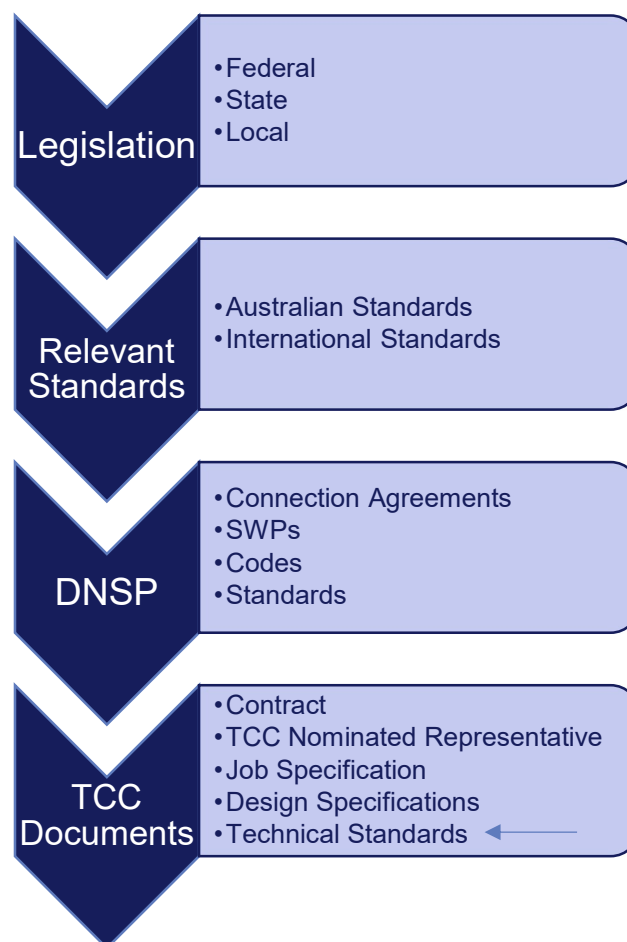 Legislation
•Federal
•State
•Local
Relevant
Standards
•Australian Standards
•International Standards
DNSP
•Connection Agreements
•SWPs
•Codes
•Standards
TCC
Documents
•Contract
•TCC Nominated Representative
•Job Specification
•Design Specifications
•Technical Standards